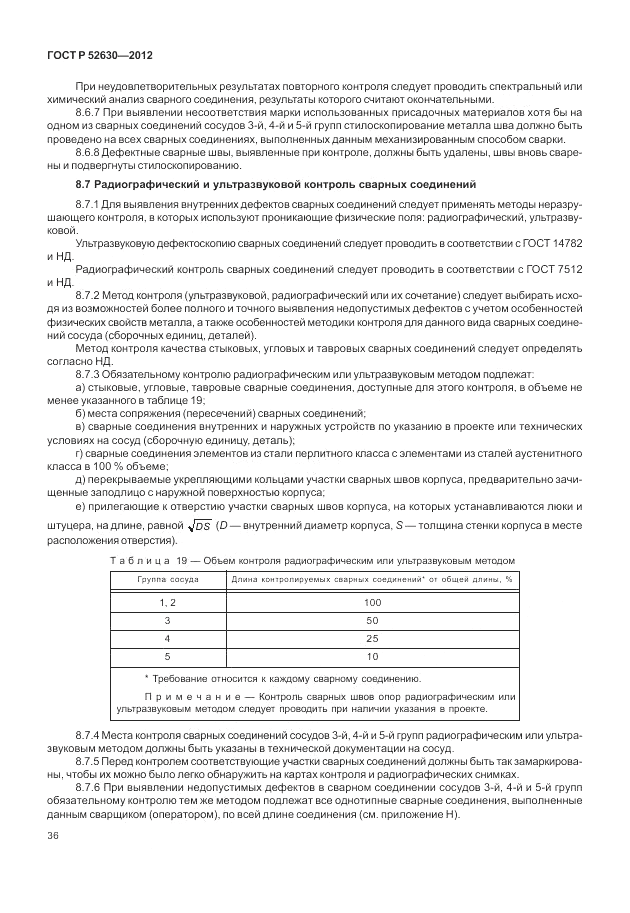 ГОСТ Р 52630—2012
При неудовлетворительных результатах повторного контроля следует проводить спектральный или
химический анализ сварного соединения, результаты которого считают окончательными.
8.6.7 При выявлении несоответствия марки использованных присадочных материалов хотя бы на
одном из сварных соединений сосудов 3-й, 4-й и 5-й групп стилоскопирование металла шва должно быть
проведено на всех сварных соединениях, выполненных данным механизированным способом сварки.
8.6.8 Дефектные сварные швы, выявленные при контроле, должны быть удалены, швы вновь сваре-
ны и подвергнуты стилоскопированию.
8.7 Радиографический и ультразвуковой контроль сварных соединений
8.7.1 Для выявления внутренних дефектов сварных соединений следует применять методы неразру-
шающего контроля, в которых используют проникающие физические поля: радиографический, ультразву-
ковой.
Ультразвуковую дефектоскопию сварных соединений следует проводить в соответствии с ГОСТ 14782
и НД.
Радиографический контроль сварных соединений следует проводить в соответствии с ГОСТ 7512
и НД.
8.7.2 Метод контроля (ультразвуковой, радиографический или их сочетание) следует выбирать исхо-
дя из возможностей более полного и точного выявления недопустимых дефектов с учетом особенностей
физических свойств металла, а также особенностей методики контроля для данного вида сварных соедине-
ний сосуда (сборочных единиц, деталей).
Метод контроля качества стыковых, угловых и тавровых сварных соединений следует определять
согласно НД.
8.7.3 Обязательному контролю радиографическим или ультразвуковым методом подлежат:
а) стыковые, угловые, тавровые сварные соединения, доступные для этого контроля, в объеме не
менее указанного в таблице 19;
б) места сопряжения (пересечений) сварных соединений;
в) сварные соединения внутренних и наружных устройств по указанию в проекте или технических
условиях на сосуд (сборочную единицу, деталь);
г) сварные соединения элементов из стали перлитного класса с элементами из сталей аустенитного
класса в 100 % объеме;
д) перекрываемые укрепляющими кольцами участки сварных швов корпуса, предварительно зачи-
щенные заподлицо с наружной поверхностью корпуса;
е) прилегающие к отверстию участки сварных швов корпуса, на которых устанавливаются люки и
штуцера, на длине, равной √DS (D — внутренний диаметр корпуса, S — толщина стенки корпуса в месте
расположения отверстия).
Таблица 19 — Объем контроля радиографическим или ультразвуковым методом
Группа сосуда Длина контролируемых сварных соединений* от общей длины, %
1, 2 100
3 50
4 25
5 10
* Требование относится к каждому сварному соединению.
Примечание — Контроль сварных швов опор радиографическим или
ультразвуковым методом следует проводить при наличии указания в проекте.
8.7.4 Места контроля сварных соединений сосудов 3-й, 4-й и 5-й групп радиографическим или ультра-
звуковым методом должны быть указаны в технической документации на сосуд.
8.7.5 Перед контролем соответствующие участки сварных соединений должны быть так замаркирова-
ны, чтобы их можно было легко обнаружить на картах контроля и радиографических снимках.
8.7.6 При выявлении недопустимых дефектов в сварном соединении сосудов 3-й, 4-й и 5-й групп
обязательному контролю тем же методом подлежат все однотипные сварные соединения, выполненные
данным сварщиком (оператором), по всей длине соединения (см. приложение Н).
36